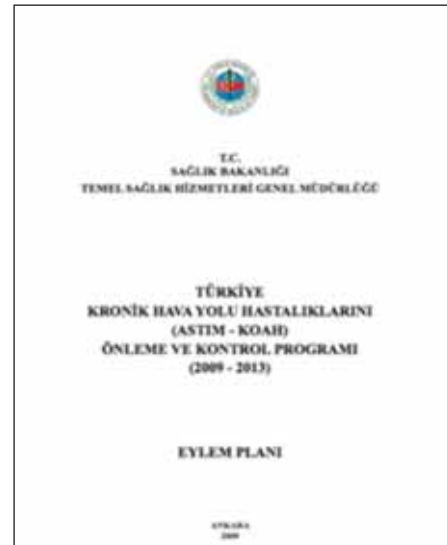 T.C.
SAĞLIK BAKANLIĞI
TEMEL SAĞLIK HİZMETLERİ GENEL MÜDÜRLÜĞÜ
TÜRKİYE
KRONİK HAVA YOLU HASTALIKLARINI
(ASTIM - KOAH)
ÖNLEME VE KONTROL PROGRAMI
(2009 - 2013)
EYLEM PLANI
ANKARA
2009